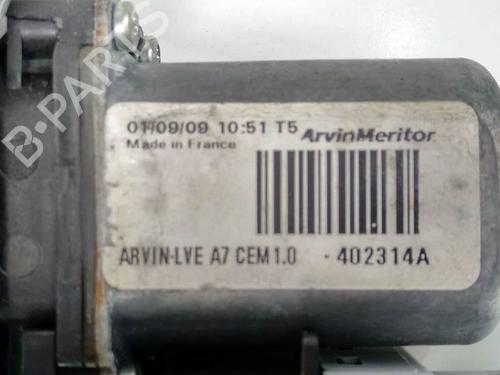 01/09/09 10:51 T5
ArvinMeritor
Made in France
ARVIN-LVE A7 CEM1.0 - 402314A
B-PARTS